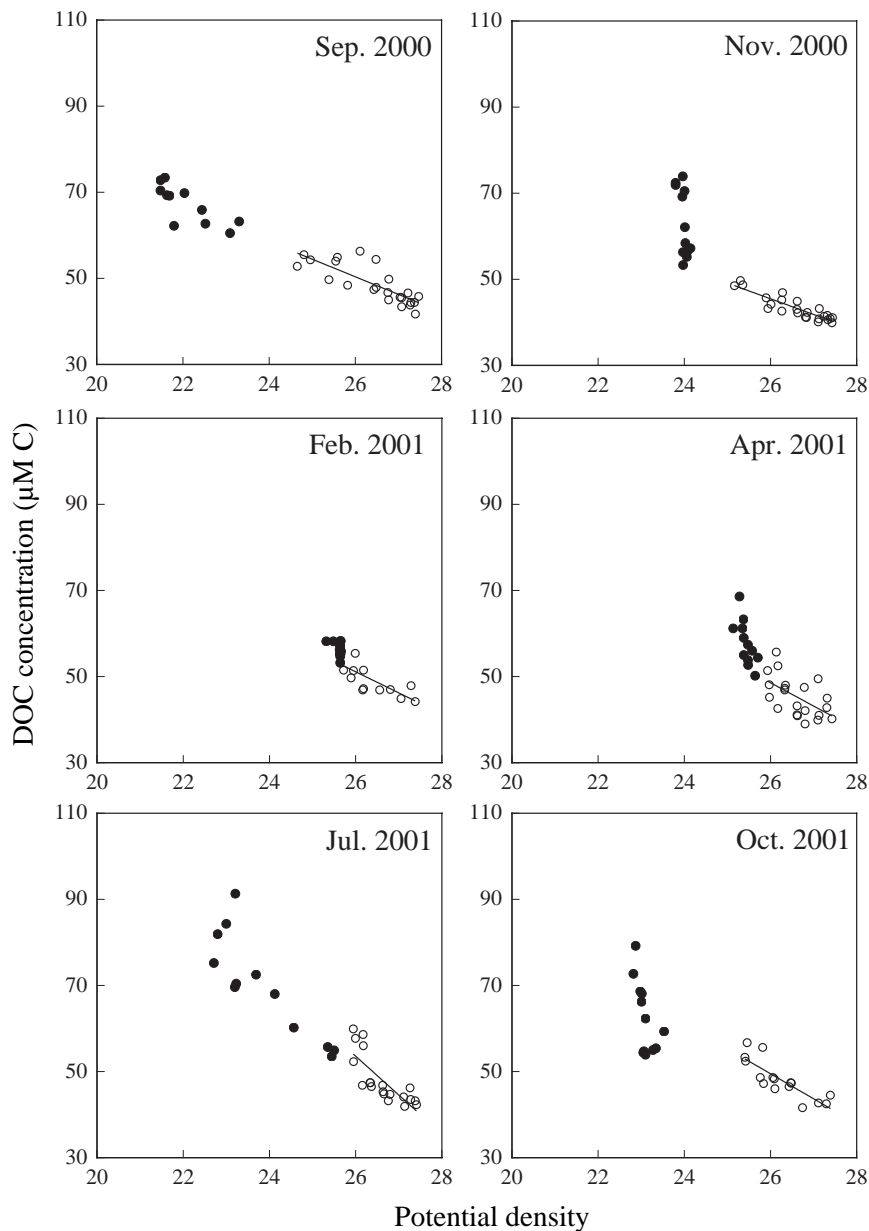 110
90
70
50
30
20 22 24 26 28
Sep. 2000
110
90
70
50
30
20 22 24 26 28
Nov. 2000
110
90
70
50
30
20 22 24 26 28
Feb. 2001
110
90
70
50
30
20 22 24 26 28
Apr. 2001
110
90
70
50
30
20 22 24 26 28
Jul. 2001
110
90
70
50
30
20 22 24 26 28
Oct. 2001
DOC concentration (μM C)
Potential density